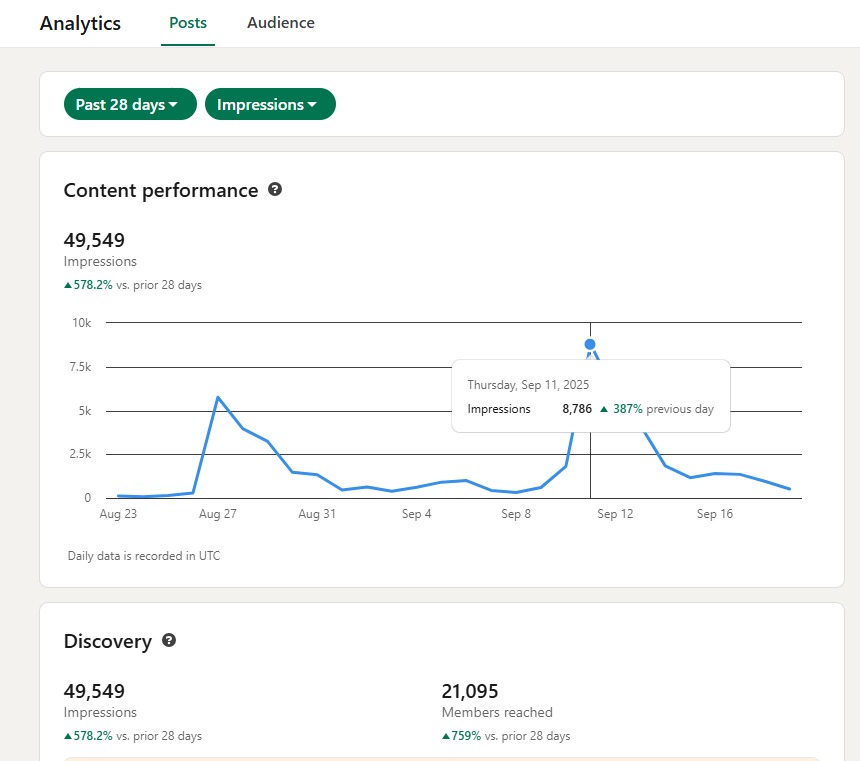 Analytics Posts Audience
Past 28 days Impressions
Content performance ?
49,549
Impressions
578.2% vs. prior 28 days
10k
7.5k
5k
2.5k
0
Thursday, Sep 11, 2025
Impressions 8,786 387% previous day
Aug 23 Aug 27 Aug 31 Sep 4 Sep 8 Sep 12 Sep 16
Daily data is recorded in UTC
Discovery ?
49,549 21,095
Impressions Members reached
578.2% vs. prior 28 days 759% vs. prior 28 days